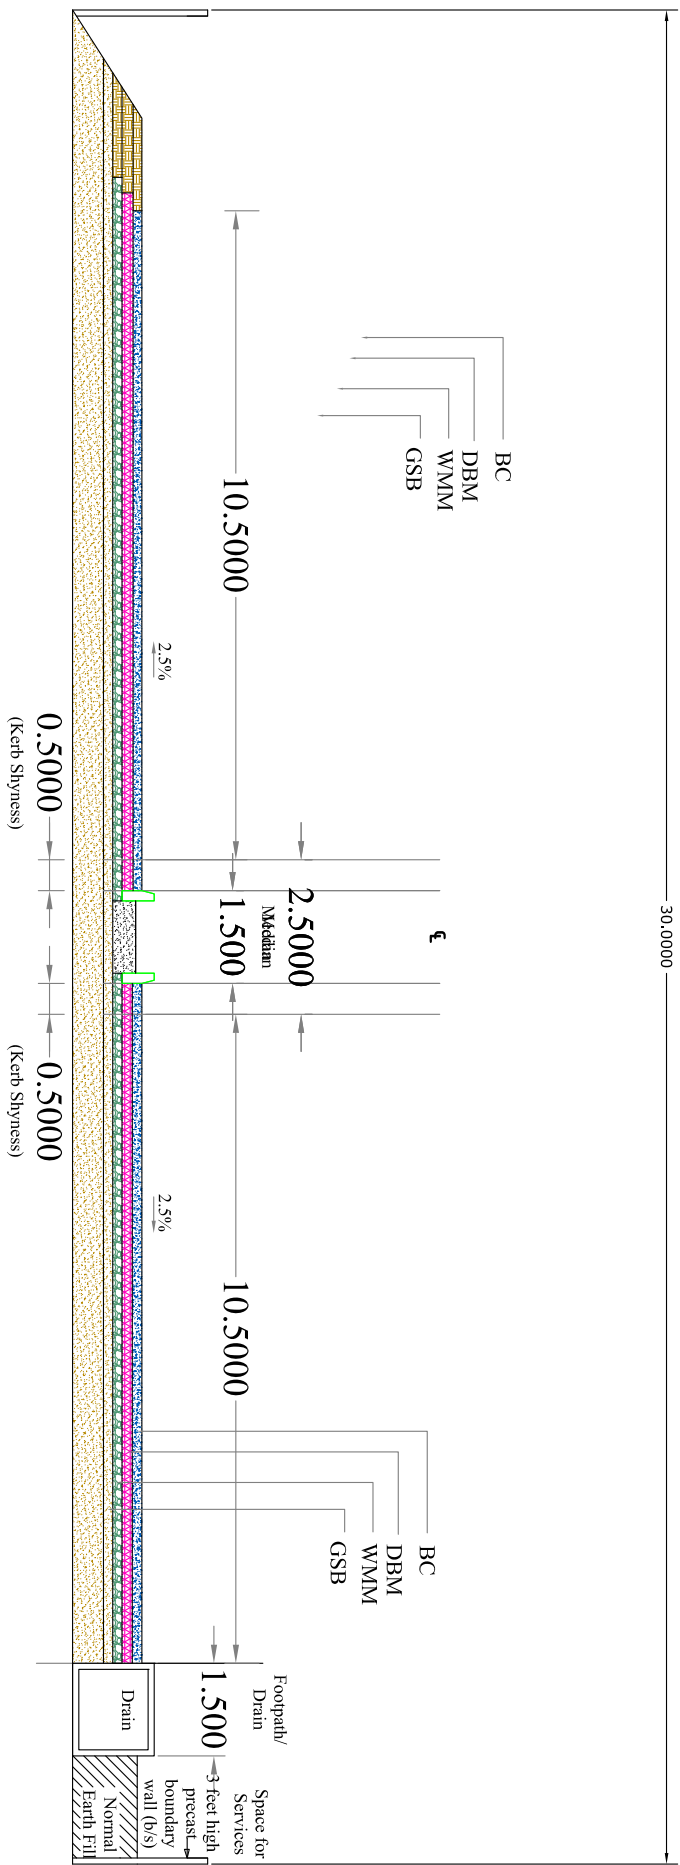 30.0000
BC
DBM
WMM
GSB
10.5000
2.5%
0.5000
(Kerb Shyness)
℄
2.5000
Median
1.500
0.5000
(Kerb Shyness)
2.5%
10.5000
BC
DBM
WMM
GSB
Footpath/
Drain
1.500
Drain
Space for
Services
3 feet high
precast
boundary
wall (b/s)
Normal
Earth Fill